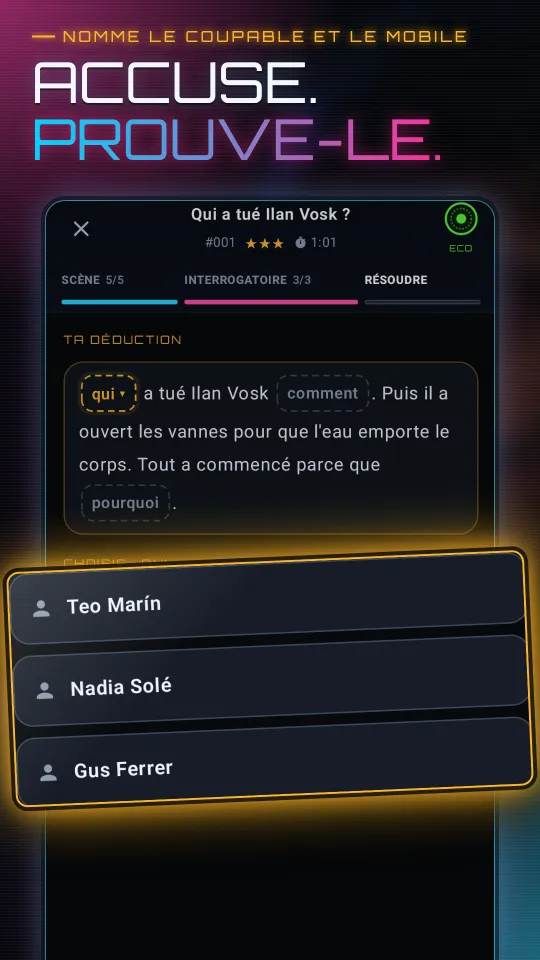 NOMME LE COUPABLE ET LE MOBILE
ACCUSE.
PROUVE-LE.
Qui a tué Ilan Vosk ?
#001 ★★★ 1:01
ECO
SCÈNE 5/5 INTERROGATOIRE 3/3 RÉSOUDRE
TA DÉDUCTION
qui ▾ a tué Ilan Vosk comment. Puis il a
ouvert les vannes pour que l'eau emporte le
corps. Tout a commencé parce que
pourquoi.
Teo Marín
Nadia Solé
Gus Ferrer